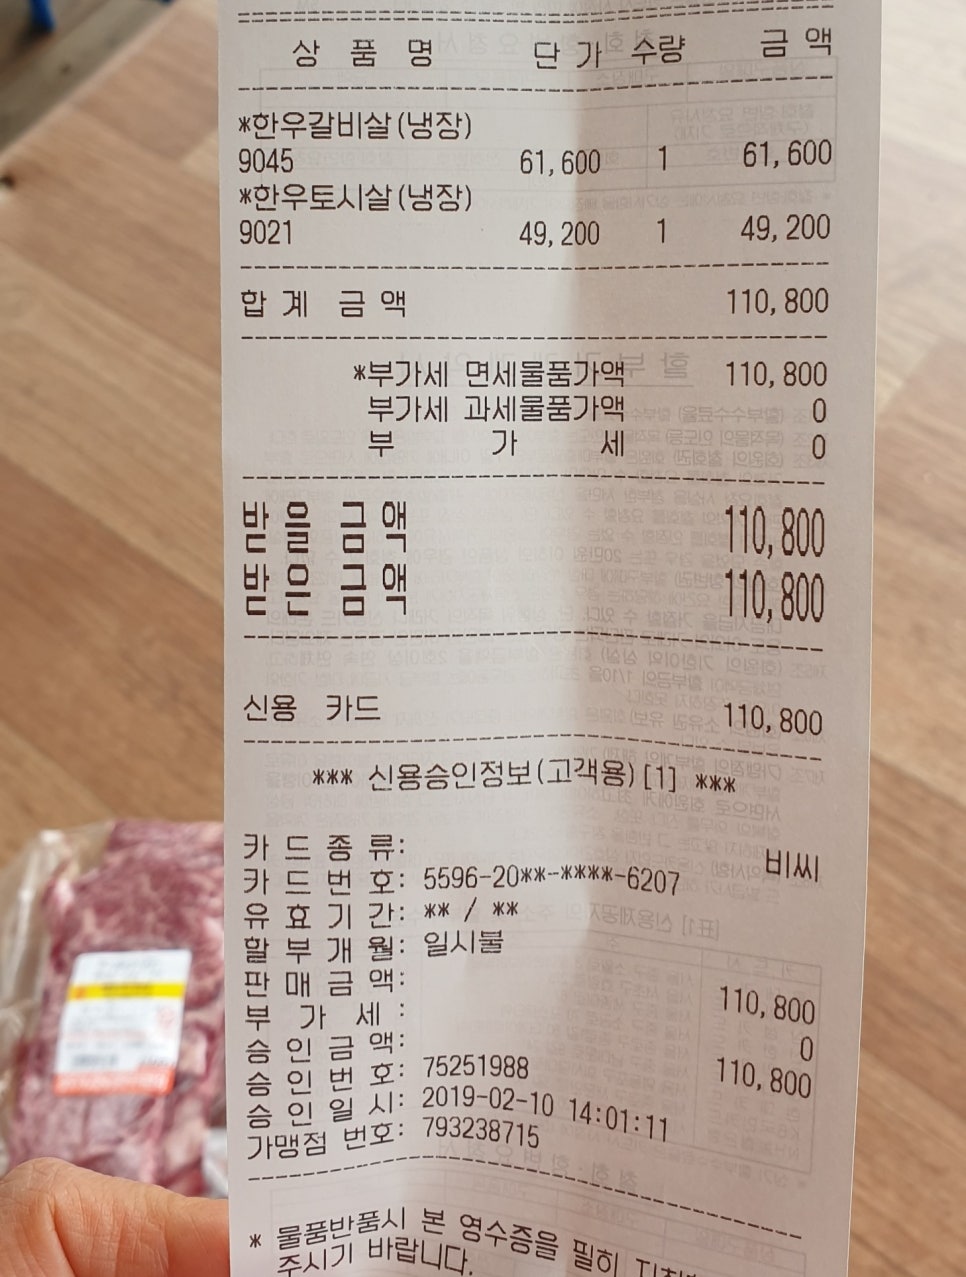 상 품 명 단 가 수량 금 액
*한우갈비살(냉장)
9045 61,600 1 61,600
*한우토시살(냉장)
9021 49,200 1 49,200
합 계 금 액 110,800
*부가세 면세물품가액 110,800
부가세 과세물품가액 0
부 가 세 0
받 을 금 액 110,800
받 은 금 액 110,800
신용 카드 110,800
*** 신용승인정보(고객용)[1] ***
카 드 종 류: 비씨
카 드 번 호: 5596-20**-****-6207
유 효 기 간: ** / **
할 부 개 월: 일시불
판 매 금 액: 110,800
부 가 세 : 0
승 인 금 액: 110,800
승 인 번 호: 75251988
승 인 일 시: 2019-02-10 14:01:11
가맹점 번호: 793238715
* 물품반품시 본 영수증을 필히
주시기 바랍니다.